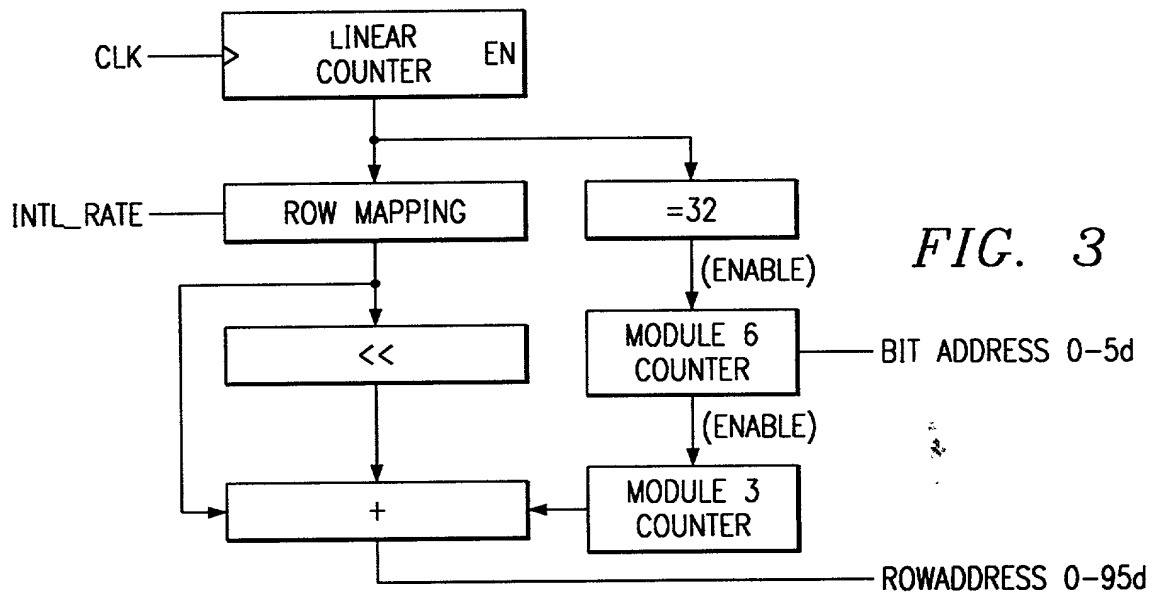 LINEAR
COUNTER
EN
CLK
INTL_RATE
ROW MAPPING
=32
FIG. 3
(ENABLE)
<<
MODULE 6
COUNTER
BIT ADDRESS 0-5d
(ENABLE)
+
MODULE 3
COUNTER
ROWADDRESS 0-95d